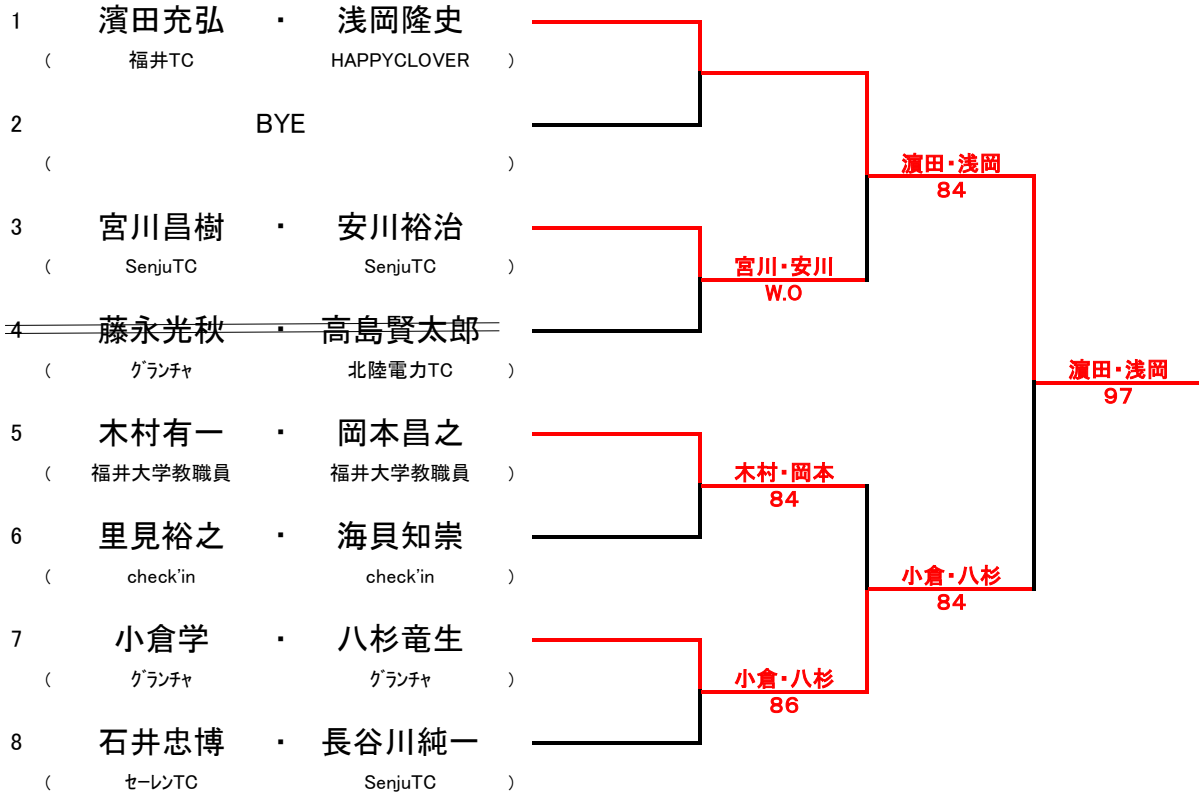 1 濱田充弘 ・ 浅岡隆史
( 福井TC HAPPYCLOVER )
2 BYE
( )
濱田・浅岡
84
3 宮川昌樹 ・ 安川裕治
( SenjuTC SenjuTC )
宮川・安川
W.O
4 藤永光秋 ・ 高島賢太郎
( グランチャ 北陸電力TC )
濱田・浅岡
97
5 木村有一 ・ 岡本昌之
( 福井大学教職員 福井大学教職員 )
木村・岡本
84
6 里見裕之 ・ 海貝知崇
( check'in check'in )
小倉・八杉
84
7 小倉学 ・ 八杉竜生
( グランチャ グランチャ )
小倉・八杉
86
8 石井忠博 ・ 長谷川純一
( セーレンTC SenjuTC )